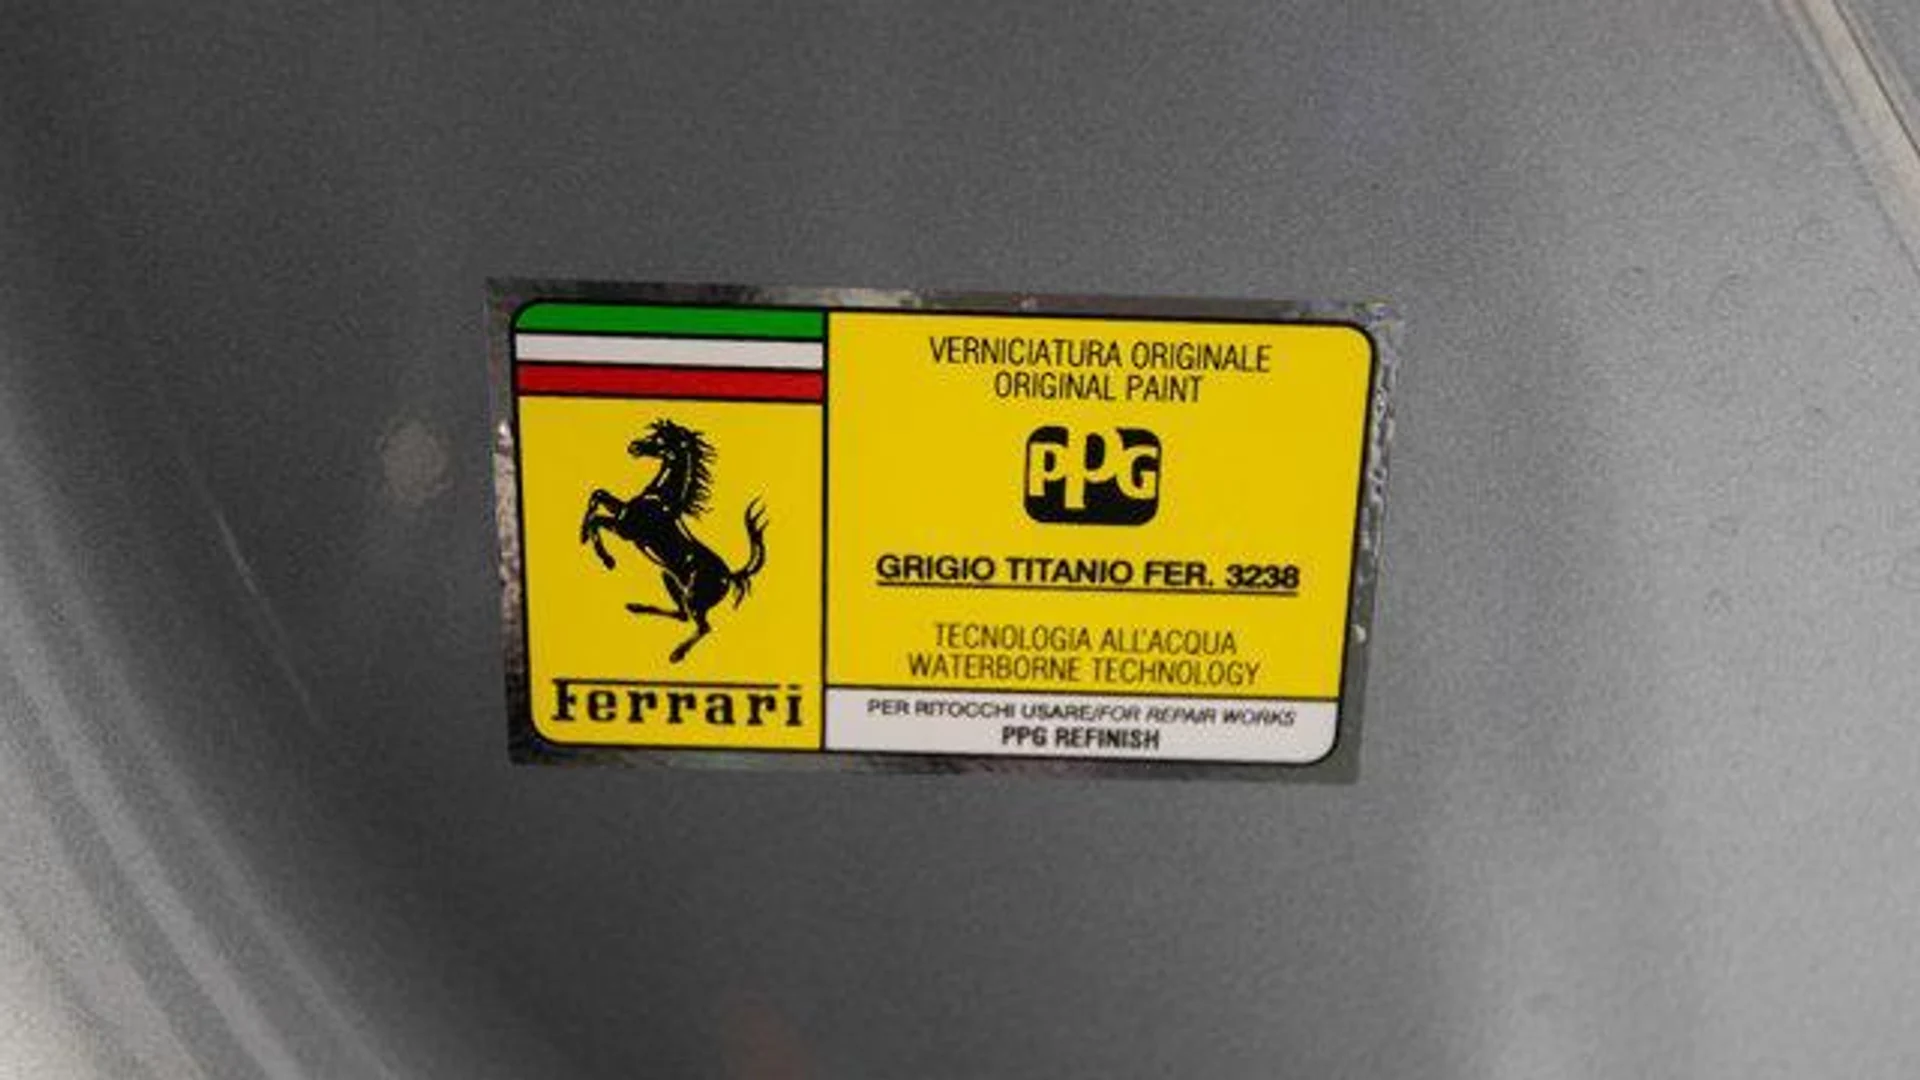 Ferrari
VERNICIATURA ORIGINALE
ORIGINAL PAINT
PPG
GRIGIO TITANIO FER. 3238
TECNOLOGIA ALL'ACQUA
WATERBORNE TECHNOLOGY
PER RITOCCHI USARE/FOR REPAIR WORKS
PPG REFINISH